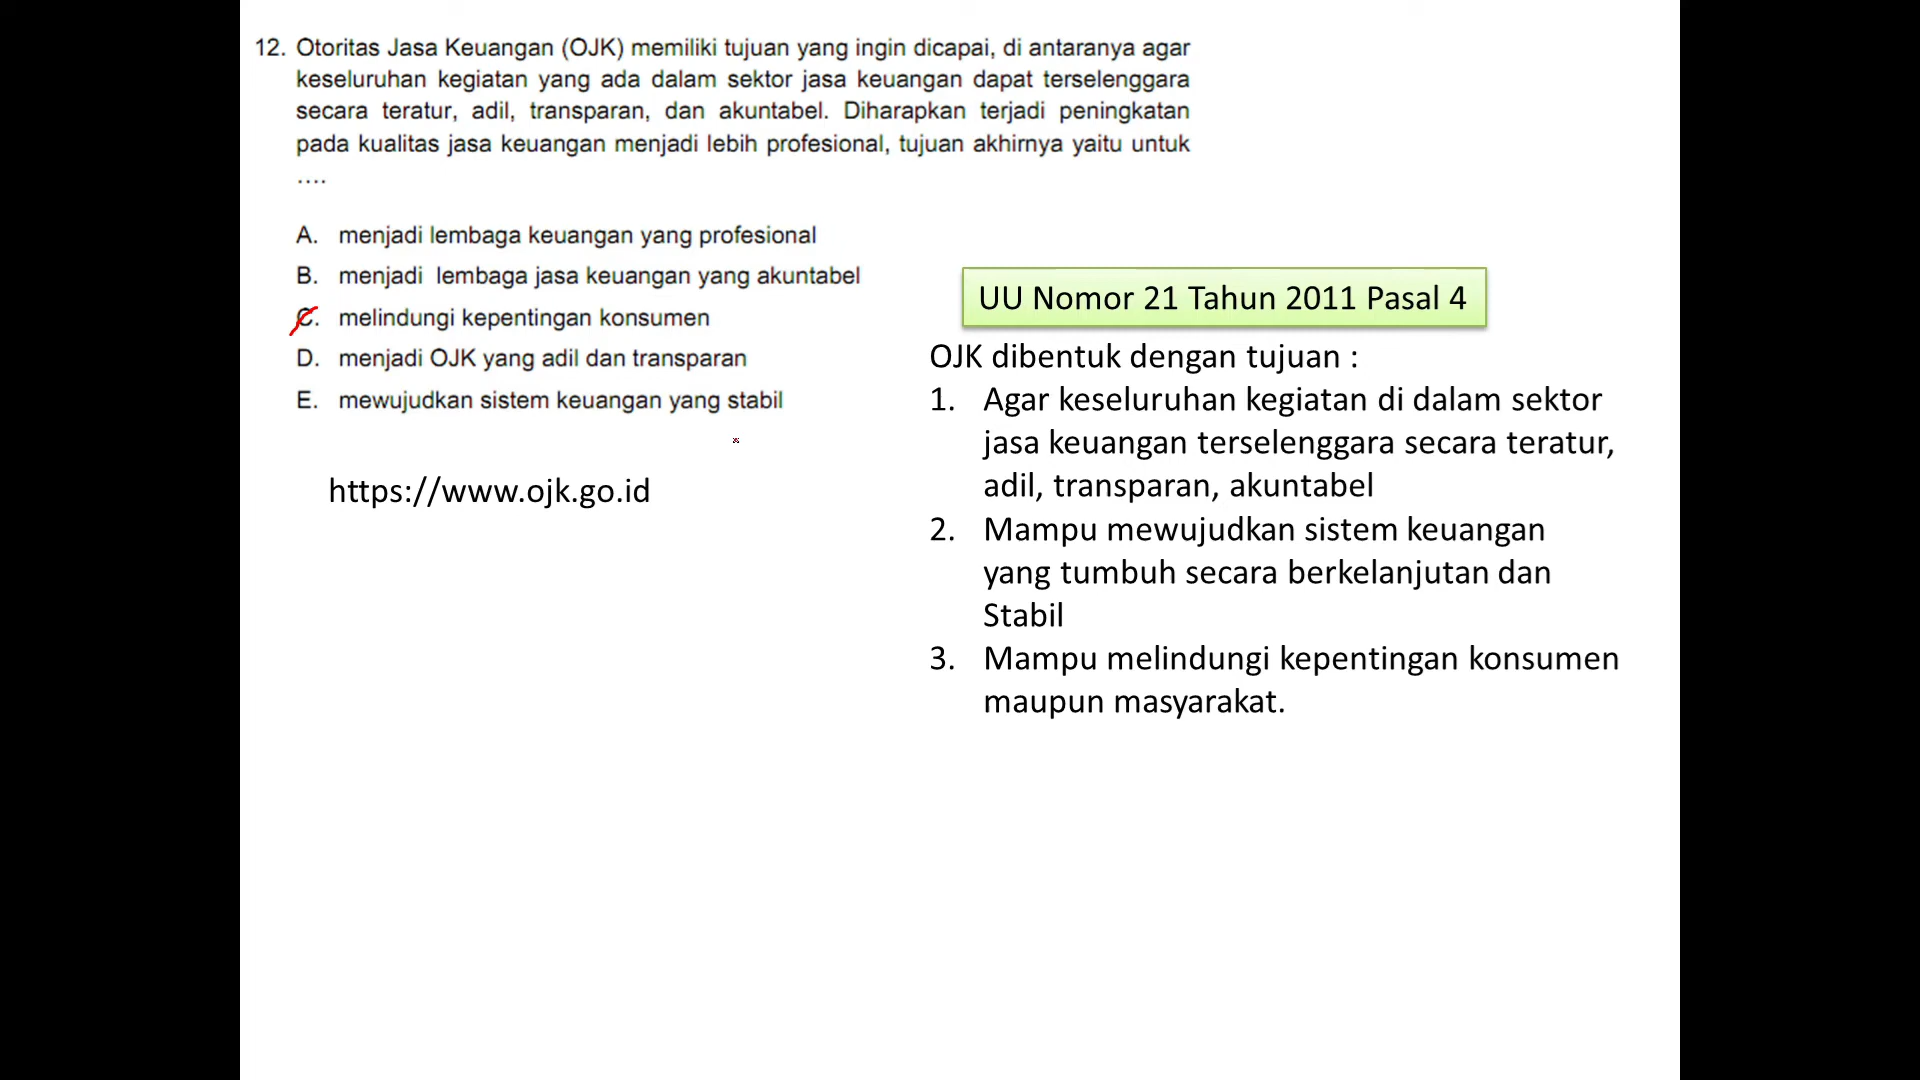 12. Otoritas Jasa Keuangan (OJK) memiliki tujuan yang ingin dicapai, di antaranya agar
keseluruhan kegiatan yang ada dalam sektor jasa keuangan dapat terselenggara
secara teratur, adil, transparan, dan akuntabel. Diharapkan terjadi peningkatan
pada kualitas jasa keuangan menjadi lebih profesional, tujuan akhirnya yaitu untuk
....
A. menjadi lembaga keuangan yang profesional
B. menjadi lembaga jasa keuangan yang akuntabel
C. melindungi kepentingan konsumen
D. menjadi OJK yang adil dan transparan
E. mewujudkan sistem keuangan yang stabil
https://www.ojk.go.id
UU Nomor 21 Tahun 2011 Pasal 4
OJK dibentuk dengan tujuan :
1. Agar keseluruhan kegiatan di dalam sektor
jasa keuangan terselenggara secara teratur,
adil, transparan, akuntabel
2. Mampu mewujudkan sistem keuangan
yang tumbuh secara berkelanjutan dan
Stabil
3. Mampu melindungi kepentingan konsumen
maupun masyarakat.